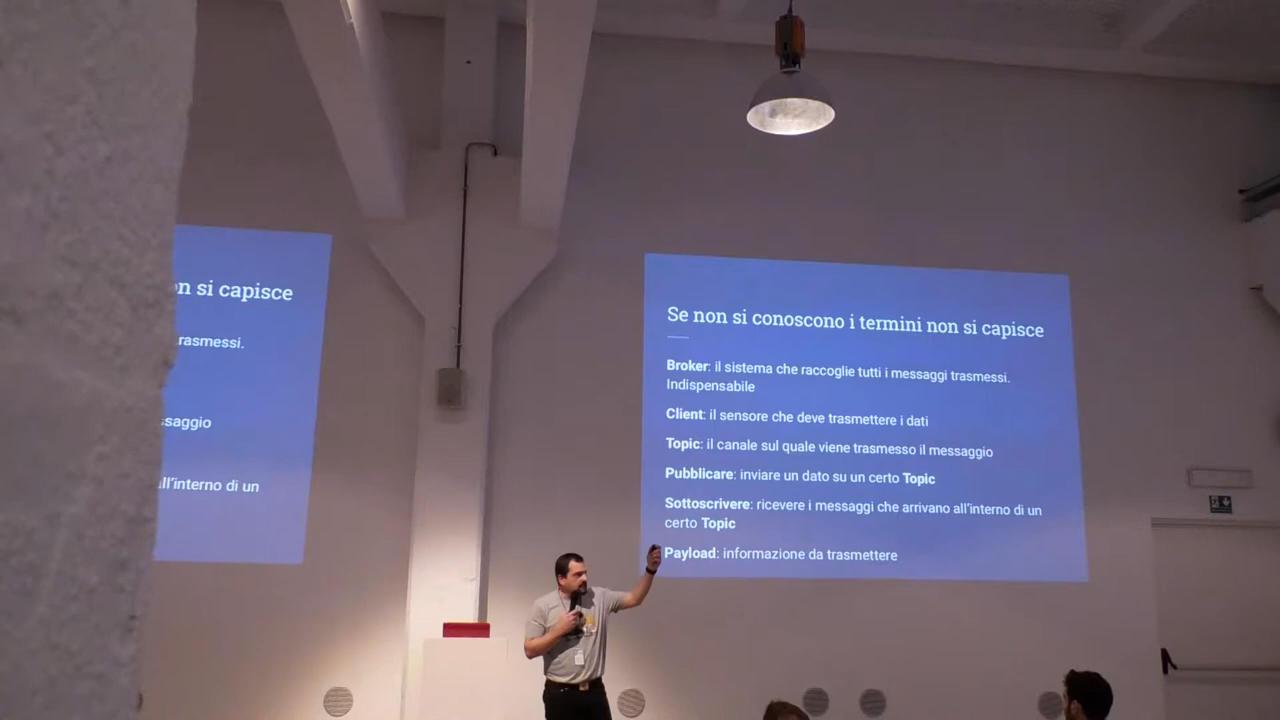 n si capisce
rasmessi.
ssaggio
all'interno di un
Se non si conoscono i termini non si capisce
Broker: il sistema che raccoglie tutti i messaggi trasmessi.
Indispensabile
Client: il sensore che deve trasmettere i dati
Topic: il canale sul quale viene trasmesso il messaggio
Pubblicare: inviare un dato su un certo Topic
Sottoscrivere: ricevere i messaggi che arrivano all'interno di un
certo Topic
Payload: informazione da trasmettere